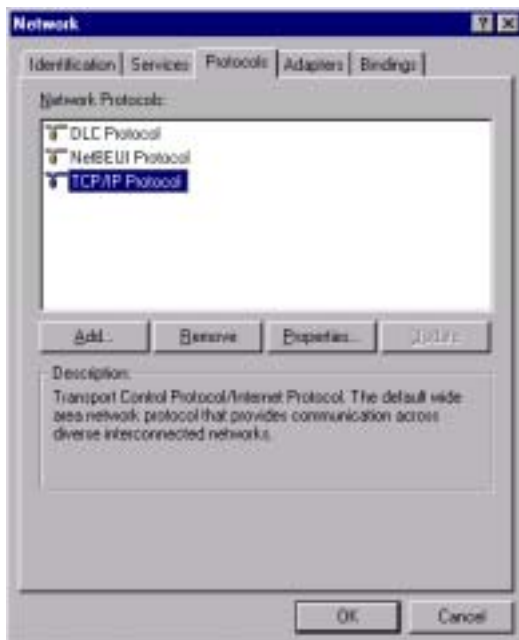 Network
Identification Services Protocols Adapters Bindings
Network Protocols:
DLC Protocol
NetBEUI Protocol
TCP/IP Protocol
Add... Remove Properties... Update
Description:
Transport Control Protocol/Internet Protocol. The default wide
area network protocol that provides communication across
diverse interconnected networks.
OK Cancel